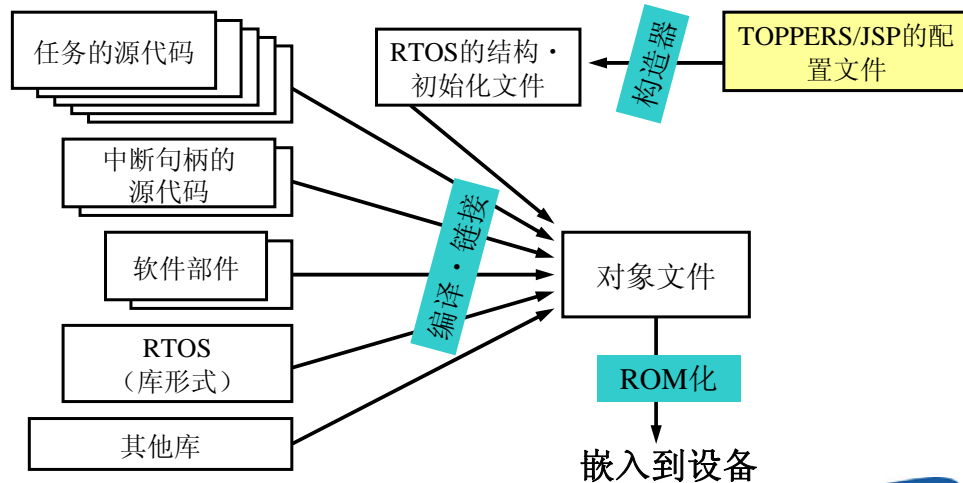 任务的源代码
RTOS的结构・
初始化文件
构造器
TOPPERS/JSP的配
置文件
中断句柄的
源代码
软件部件
编译・链接
对象文件
RTOS
（库形式）
ROM化
其他库
嵌入到设备